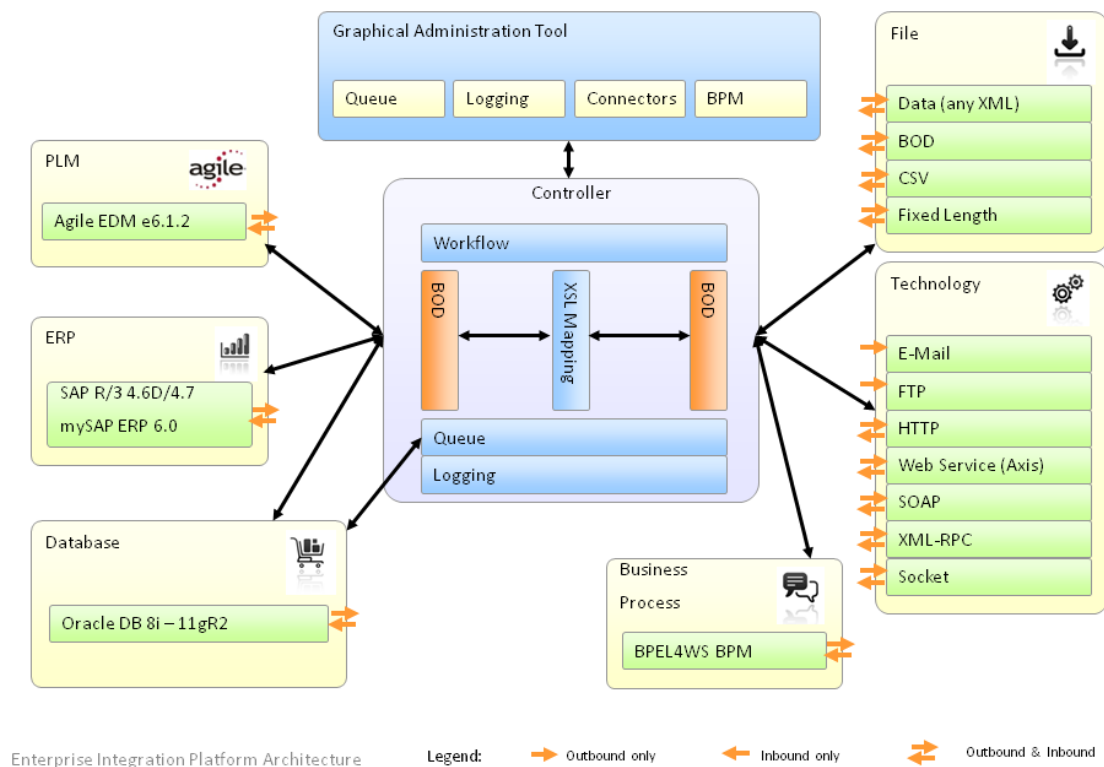 Graphical Administration Tool
Queue
Logging
Connectors
BPM
File
Data (any XML)
BOD
CSV
Fixed Length
PLM
agile
Agile EDM e6.1.2
Controller
Workflow
BOD
XSL Mapping
BOD
Queue
Logging
ERP
SAP R/3 4.6D/4.7
mySAP ERP 6.0
Technology
E-Mail
FTP
HTTP
Web Service (Axis)
SOAP
XML-RPC
Socket
Database
Oracle DB 8i – 11gR2
Business
Process
BPEL4WS BPM
Enterprise Integration Platform Architecture
Legend:
Outbound only
Inbound only
Outbound & Inbound